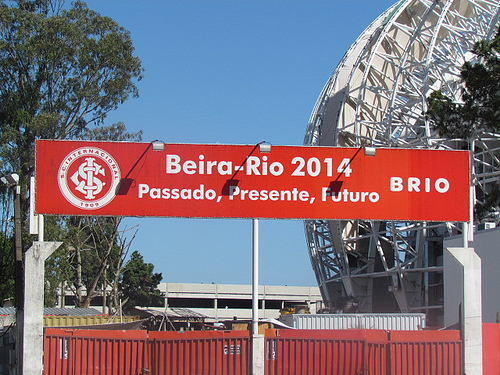 S.C. INTERNACIONAL
1909
Beira-Rio 2014
Passado, Presente, Futuro
BRIO